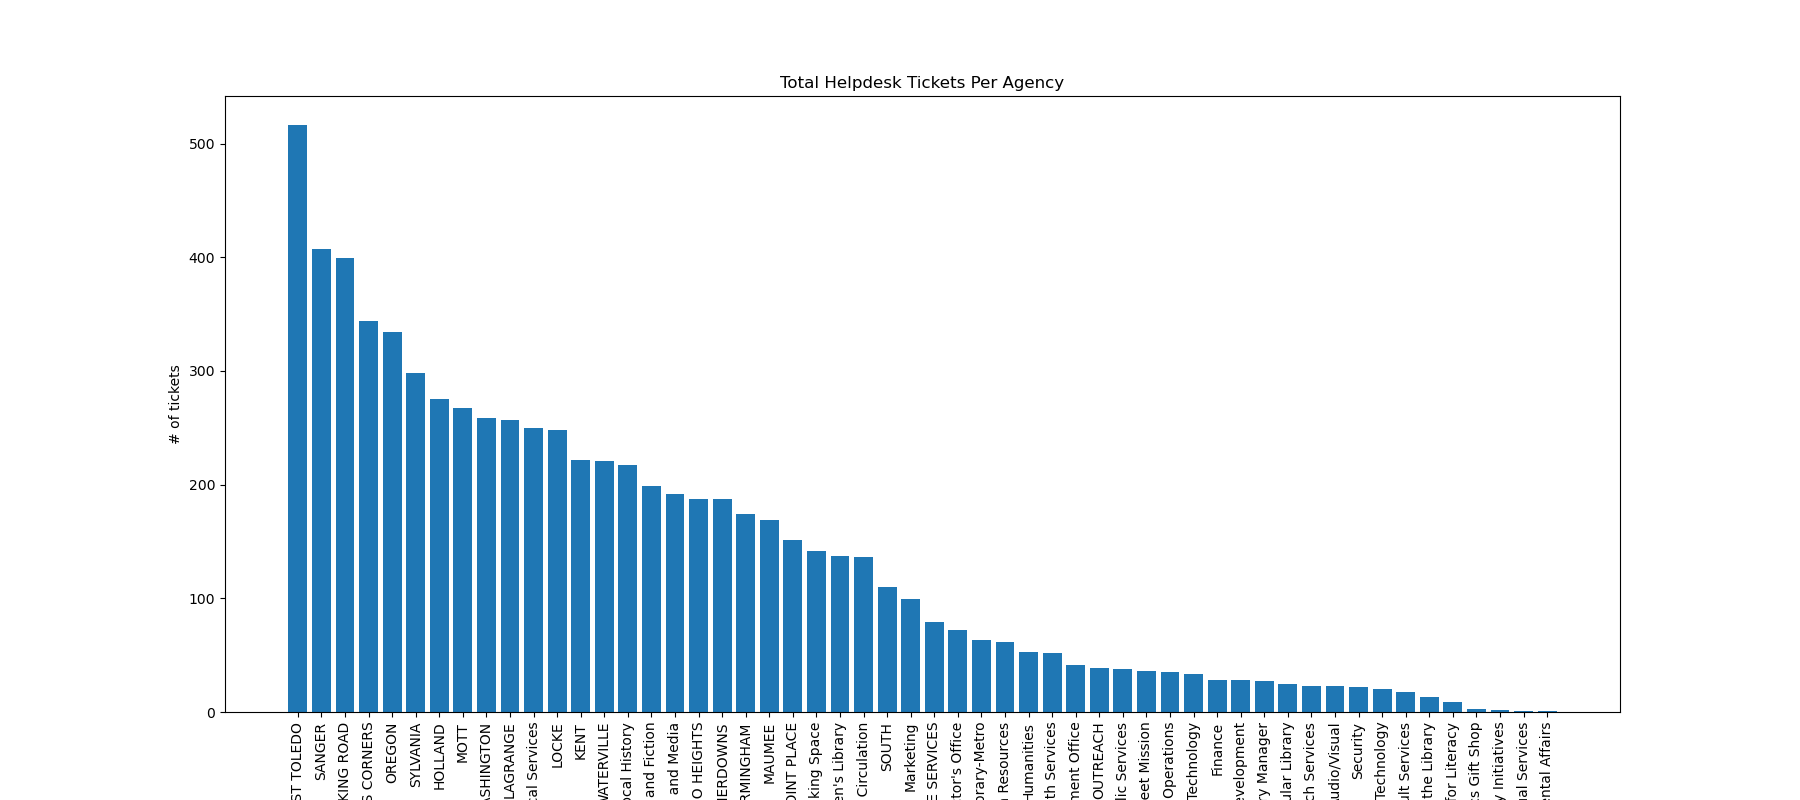 Total Helpdesk Tickets Per Agency
500
400
300
200
100
0
# of tickets
TOLEDO
SANGER
KING ROAD
CORNERS
OREGON
SYLVANIA
HOLLAND
MOTT
ASHINGTON
LAGRANGE
Services
LOCKE
KENT
WATERVILLE
ocal History
and Fiction
and Media
O HEIGHTS
HERDOWNS
RMINGHAM
MAUMEE
OINT PLACE
king Space
en's Library
Circulation
SOUTH
Marketing
E SERVICES
tor's Office
brary-Metro
Resources
Humanities
th Services
ment Office
OUTREACH
lic Services
eet Mission
Operations
Technology
Finance
evelopment
ry Manager
ular Library
ch Services
udio/Visual
Security
Technology
ult Services
the Library
for Literacy
s Gift Shop
y Initiatives
ual Services
ental Affairs